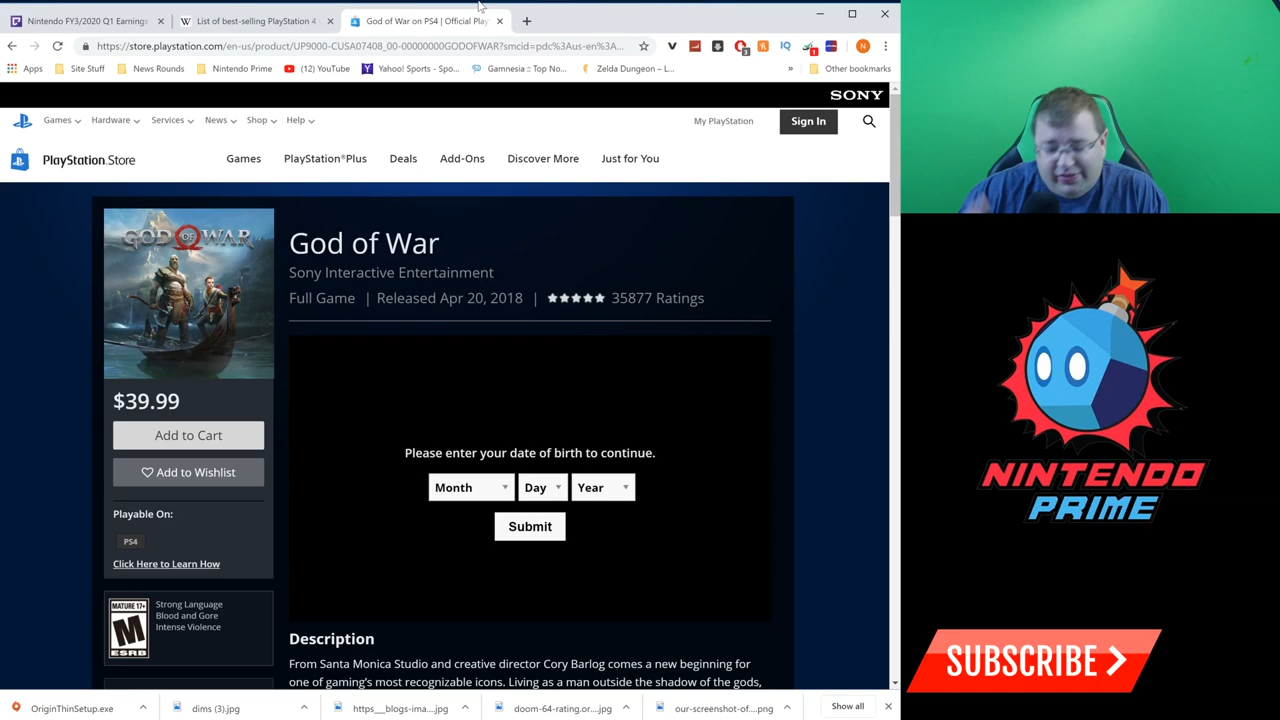 Nintendo FY3/2020 Q1 Earnings
List of best-selling PlayStation 4
God of War on PS4 | Official Play
https://store.playstation.com/en-us/product/UP9000-CUSA07408_00-00000000GODOFWAR?smcid=pdc%3Aus-en%3A...
Apps
Site Stuff
News Rounds
Nintendo Prime
(12) YouTube
Yahoo! Sports - Spo...
Gamnesia :: Top No...
Zelda Dungeon – L...
»
Other bookmarks
SONY
Games
Hardware
Services
News
Shop
Help
My PlayStation
Sign In
PlayStation.Store
Games
PlayStation®Plus
Deals
Add-Ons
Discover More
Just for You
GOD OF WAR
God of War
Sony Interactive Entertainment
Full Game | Released Apr 20, 2018 | 35877 Ratings
$39.99
Add to Cart
Add to Wishlist
Playable On:
PS4
Click Here to Learn How
Please enter your date of birth to continue.
Month
Day
Year
Submit
MATURE 17+
M
ESRB
Strong Language
Blood and Gore
Intense Violence
Description
From Santa Monica Studio and creative director Cory Barlog comes a new beginning for
one of gaming's most recognizable icons. Living as a man outside the shadow of the gods,
OriginThinSetup.exe
dims (3).jpg
https___blogs-ima....jpg
doom-64-rating.or....jpg
our-screenshot-of....png
Show all
NINTENDO
PRIME
SUBSCRIBE